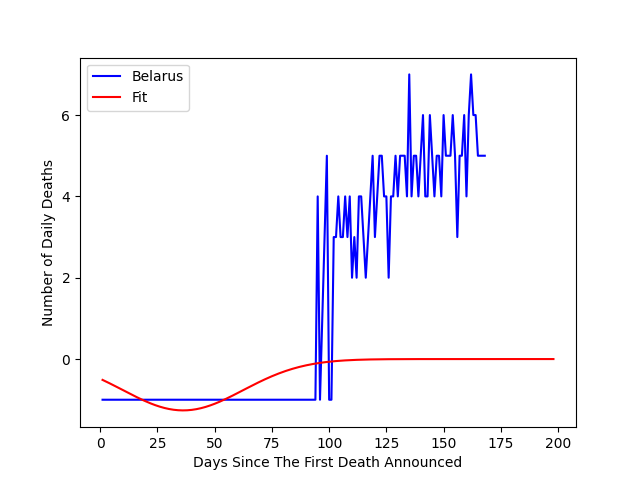 Belarus
Fit
Number of Daily Deaths
6
4
2
0
0 25 50 75 100 125 150 175 200
Days Since The First Death Announced